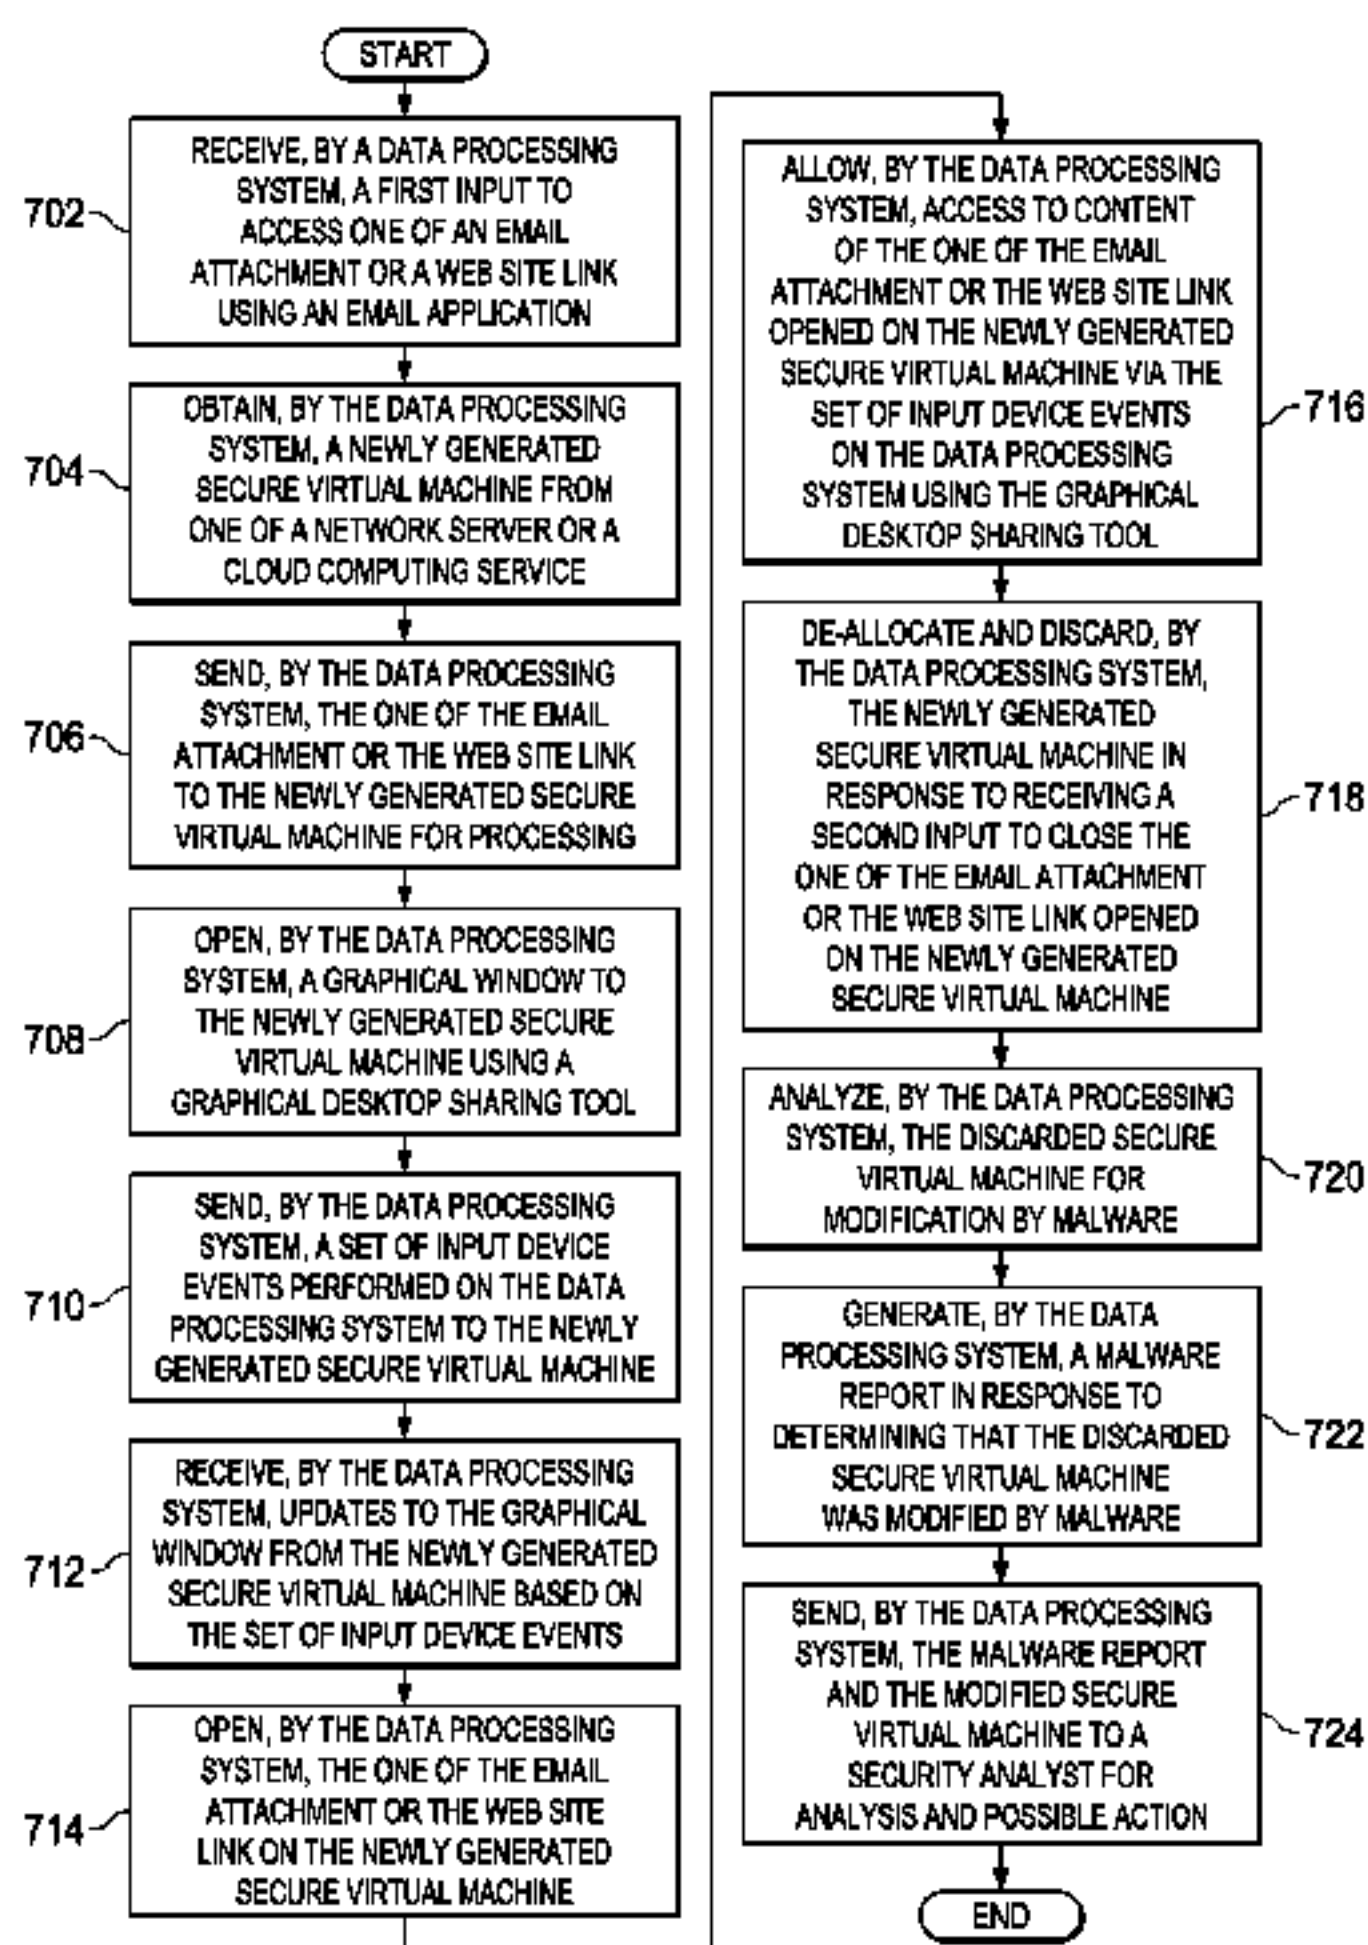 START
702
RECEIVE, BY A DATA PROCESSING
SYSTEM, A FIRST INPUT TO
ACCESS ONE OF AN EMAIL
ATTACHMENT OR A WEB SITE LINK
USING AN EMAIL APPLICATION
704
OBTAIN, BY THE DATA PROCESSING
SYSTEM, A NEWLY GENERATED
SECURE VIRTUAL MACHINE FROM
ONE OF A NETWORK SERVER OR A
CLOUD COMPUTING SERVICE
706
SEND, BY THE DATA PROCESSING
SYSTEM, THE ONE OF THE EMAIL
ATTACHMENT OR THE WEB SITE LINK
TO THE NEWLY GENERATED SECURE
VIRTUAL MACHINE FOR PROCESSING
708
OPEN, BY THE DATA PROCESSING
SYSTEM, A GRAPHICAL WINDOW TO
THE NEWLY GENERATED SECURE
VIRTUAL MACHINE USING A
GRAPHICAL DESKTOP SHARING TOOL
710
SEND, BY THE DATA PROCESSING
SYSTEM, A SET OF INPUT DEVICE
EVENTS PERFORMED ON THE DATA
PROCESSING SYSTEM TO THE NEWLY
GENERATED SECURE VIRTUAL MACHINE
712
RECEIVE, BY THE DATA PROCESSING
SYSTEM, UPDATES TO THE GRAPHICAL
WINDOW FROM THE NEWLY GENERATED
SECURE VIRTUAL MACHINE BASED ON
THE SET OF INPUT DEVICE EVENTS
714
OPEN, BY THE DATA PROCESSING
SYSTEM, THE ONE OF THE EMAIL
ATTACHMENT OR THE WEB SITE
LINK ON THE NEWLY GENERATED
SECURE VIRTUAL MACHINE
ALLOW, BY THE DATA PROCESSING
SYSTEM, ACCESS TO CONTENT
OF THE ONE OF THE EMAIL
ATTACHMENT OR THE WEB SITE LINK
OPENED ON THE NEWLY GENERATED
SECURE VIRTUAL MACHINE VIA THE
SET OF INPUT DEVICE EVENTS
ON THE DATA PROCESSING
SYSTEM USING THE GRAPHICAL
DESKTOP SHARING TOOL
716
DE-ALLOCATE AND DISCARD, BY
THE DATA PROCESSING SYSTEM,
THE NEWLY GENERATED
SECURE VIRTUAL MACHINE IN
RESPONSE TO RECEIVING A
SECOND INPUT TO CLOSE THE
ONE OF THE EMAIL ATTACHMENT
OR THE WEB SITE LINK OPENED
ON THE NEWLY GENERATED
SECURE VIRTUAL MACHINE
718
ANALYZE, BY THE DATA PROCESSING
SYSTEM, THE DISCARDED SECURE
VIRTUAL MACHINE FOR
MODIFICATION BY MALWARE
720
GENERATE, BY THE DATA
PROCESSING SYSTEM, A MALWARE
REPORT IN RESPONSE TO
DETERMINING THAT THE DISCARDED
SECURE VIRTUAL MACHINE
WAS MODIFIED BY MALWARE
722
SEND, BY THE DATA PROCESSING
SYSTEM, THE MALWARE REPORT
AND THE MODIFIED SECURE
VIRTUAL MACHINE TO A
SECURITY ANALYST FOR
ANALYSIS AND POSSIBLE ACTION
724
END